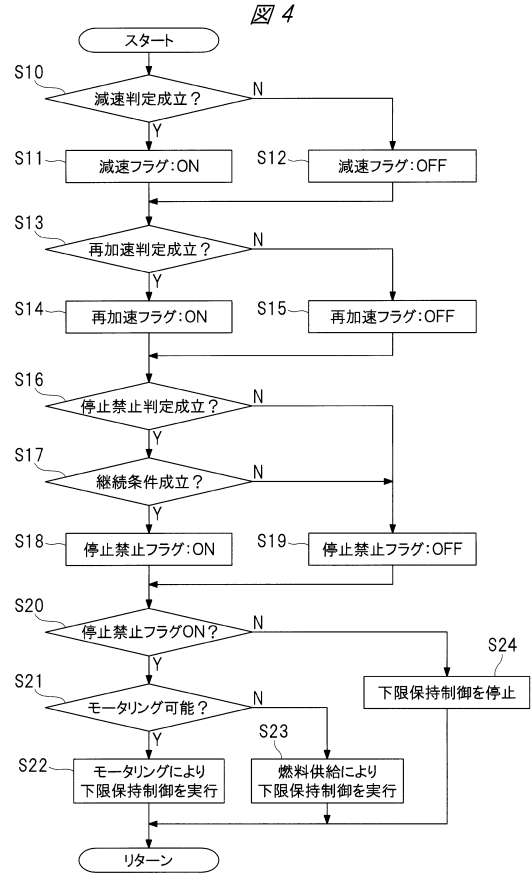 図 4
スタート
S10
減速判定成立？
N
Y
S11
減速フラグ：ON
S12
減速フラグ：OFF
S13
再加速判定成立？
N
Y
S14
再加速フラグ：ON
S15
再加速フラグ：OFF
S16
停止禁止判定成立？
N
Y
S17
継続条件成立？
N
Y
S18
停止禁止フラグ：ON
S19
停止禁止フラグ：OFF
S20
停止禁止フラグON？
N
Y
S24
下限保持制御を停止
S21
モータリング可能？
N
Y
S22
モータリングにより
下限保持制御を実行
S23
燃料供給により
下限保持制御を実行
リターン